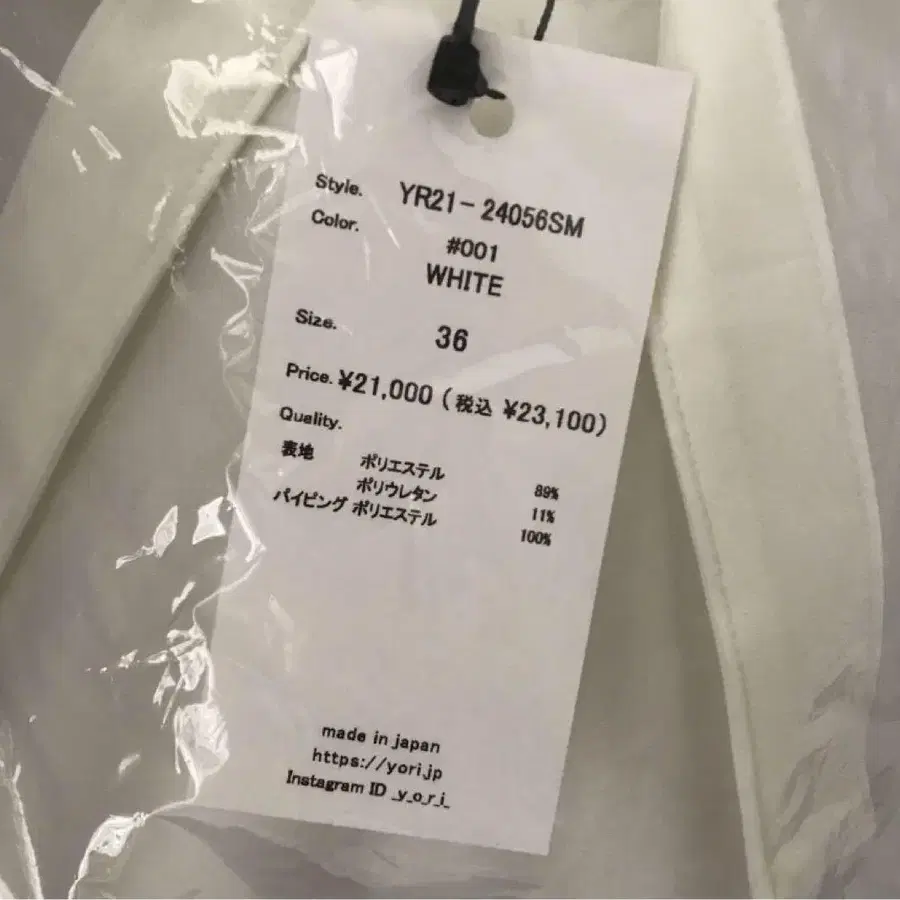 Style. YR21-24056SM
Color. #001
WHITE
Size. 36
Price. ¥21,000 (税込 ¥23,100)
Quality.
表地 ポリエステル 89%
ポリウレタン 11%
パイピング ポリエステル 100%
made in japan
https://yori.jp
Instagram ID _y_o_r_i_